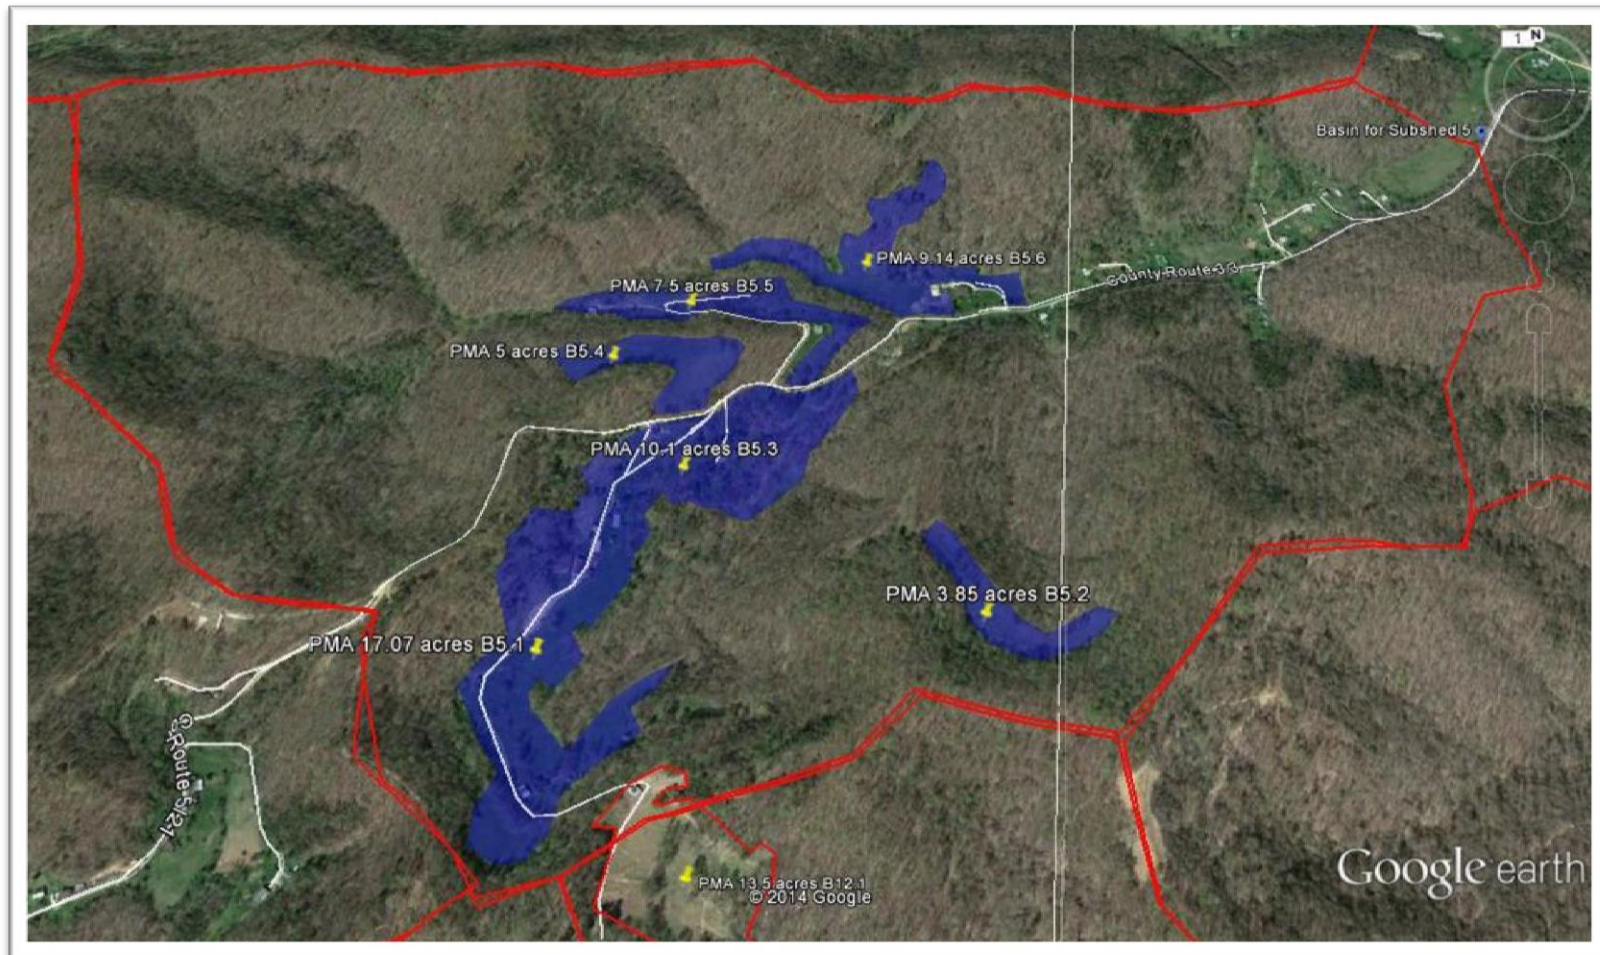 1 N
Basin for Subshed 5
PMA 9.14 acres B5.6
County Route 3/3
PMA 7.5 acres B5.5
PMA 5 acres B5.4
PMA 10.1 acres B5.3
PMA 3.85 acres B5.2
PMA 17.07 acres B5.1
Route 5/21
PMA 13.5 acres B12.1
© 2014 Google
Google earth